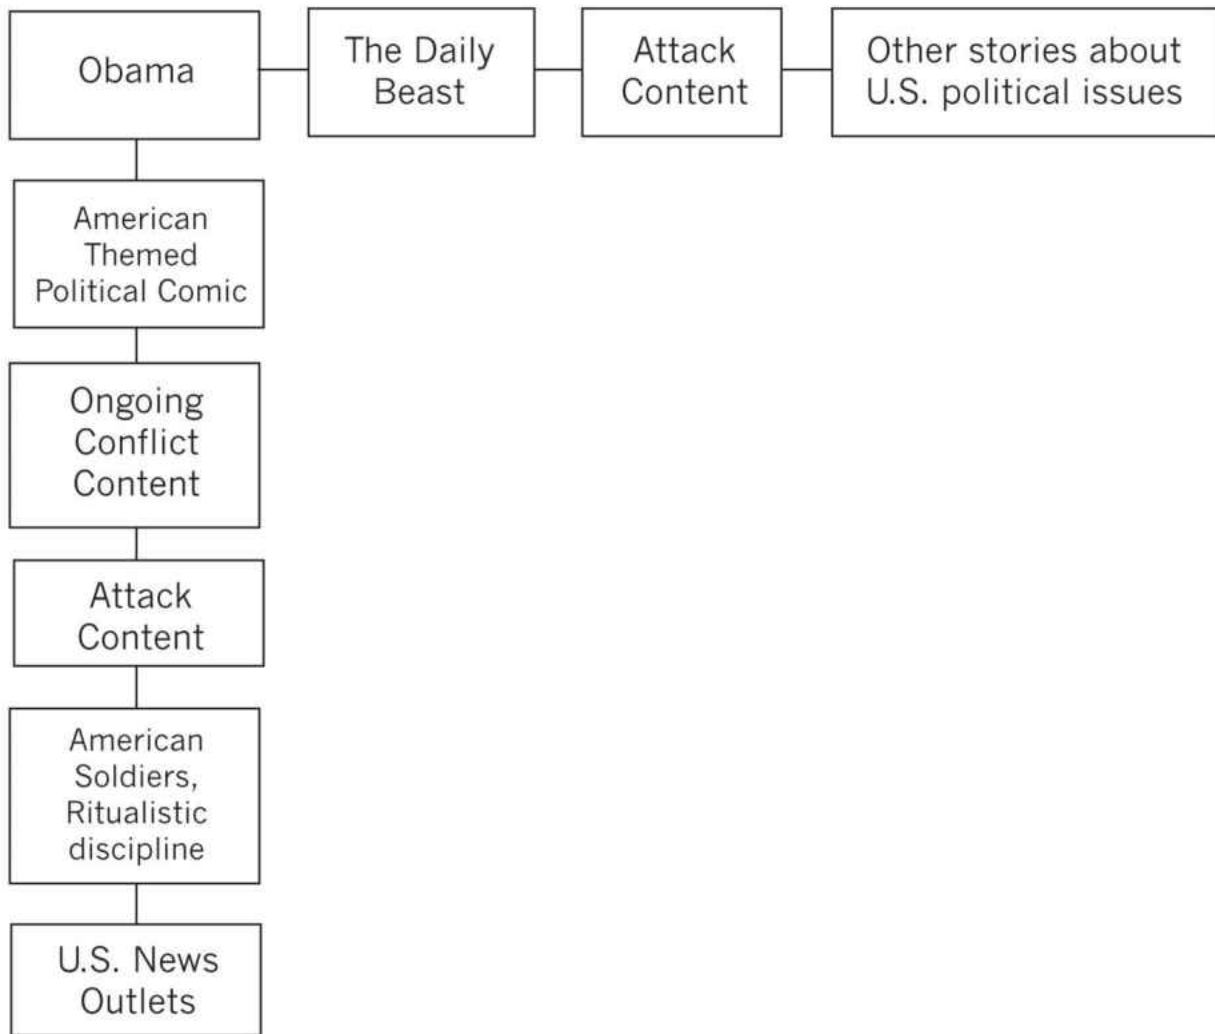 Obama
The Daily
Beast
Attack
Content
Other stories about
U.S. political issues
American
Themed
Political Comic
Ongoing
Conflict
Content
Attack
Content
American
Soldiers,
Ritualistic
discipline
U.S. News
Outlets